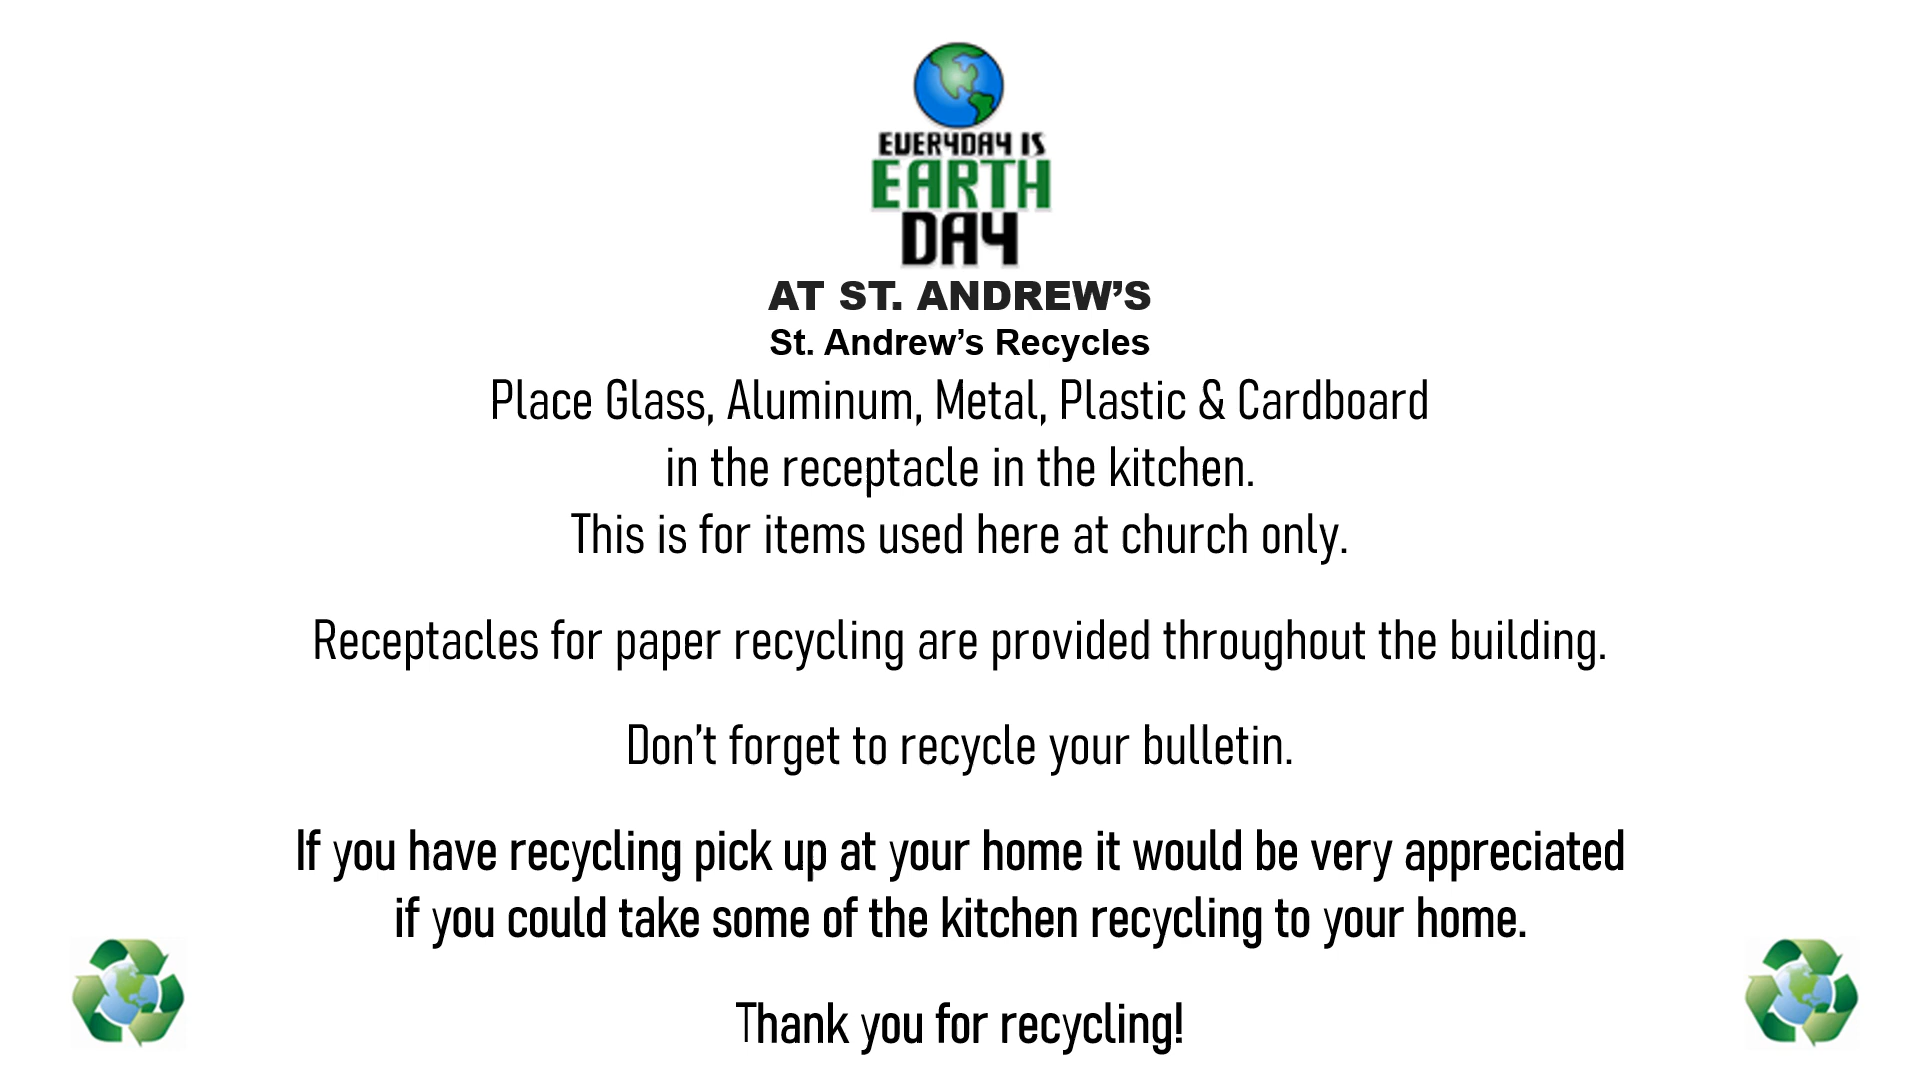 EVERYDAY IS
EARTH
DAY
AT ST. ANDREW’S
St. Andrew’s Recycles
Place Glass, Aluminum, Metal, Plastic & Cardboard
in the receptacle in the kitchen.
This is for items used here at church only.
Receptacles for paper recycling are provided throughout the building.
Don’t forget to recycle your bulletin.
If you have recycling pick up at your home it would be very appreciated
if you could take some of the kitchen recycling to your home.
Thank you for recycling!